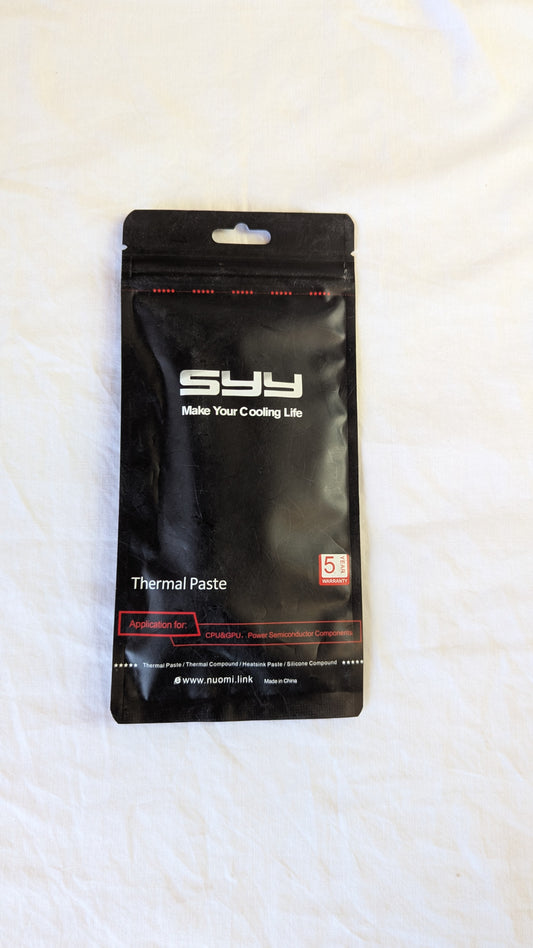 ***** ***** ***** ***** *****
SYY
Make Your Cooling Life
5 YEAR
WARRANTY
Thermal Paste
Application for:
CPU&GPU、Power Semiconductor Components
***** Thermal Paste / Thermal Compound / Heatsink Paste / Silicone Compound *****
www.nuomi.link Made in China